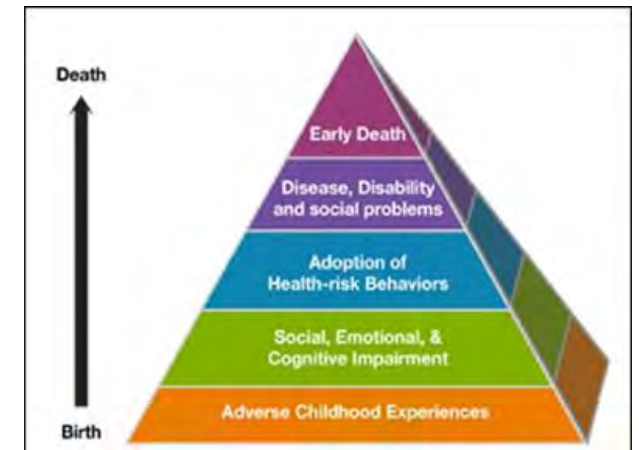 Death
Early Death
Disease, Disability
and social problems
Adoption of
Health-risk Behaviors
Social, Emotional, &
Cognitive Impairment
Adverse Childhood Experiences
Birth